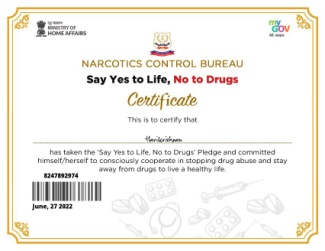 MINISTRY OF
HOME AFFAIRS
my
GOV
मेरी सरकार
NARCOTICS CONTROL BUREAU
Say Yes to Life, No to Drugs
Certificate
This is to certify that
Harikrishnan
has taken the 'Say Yes to Life, No to Drugs' Pledge and committed
himself/herself to consciously cooperate in stopping drug abuse and stay
away from drugs to live a healthy life.
8247892974
June, 27 2022